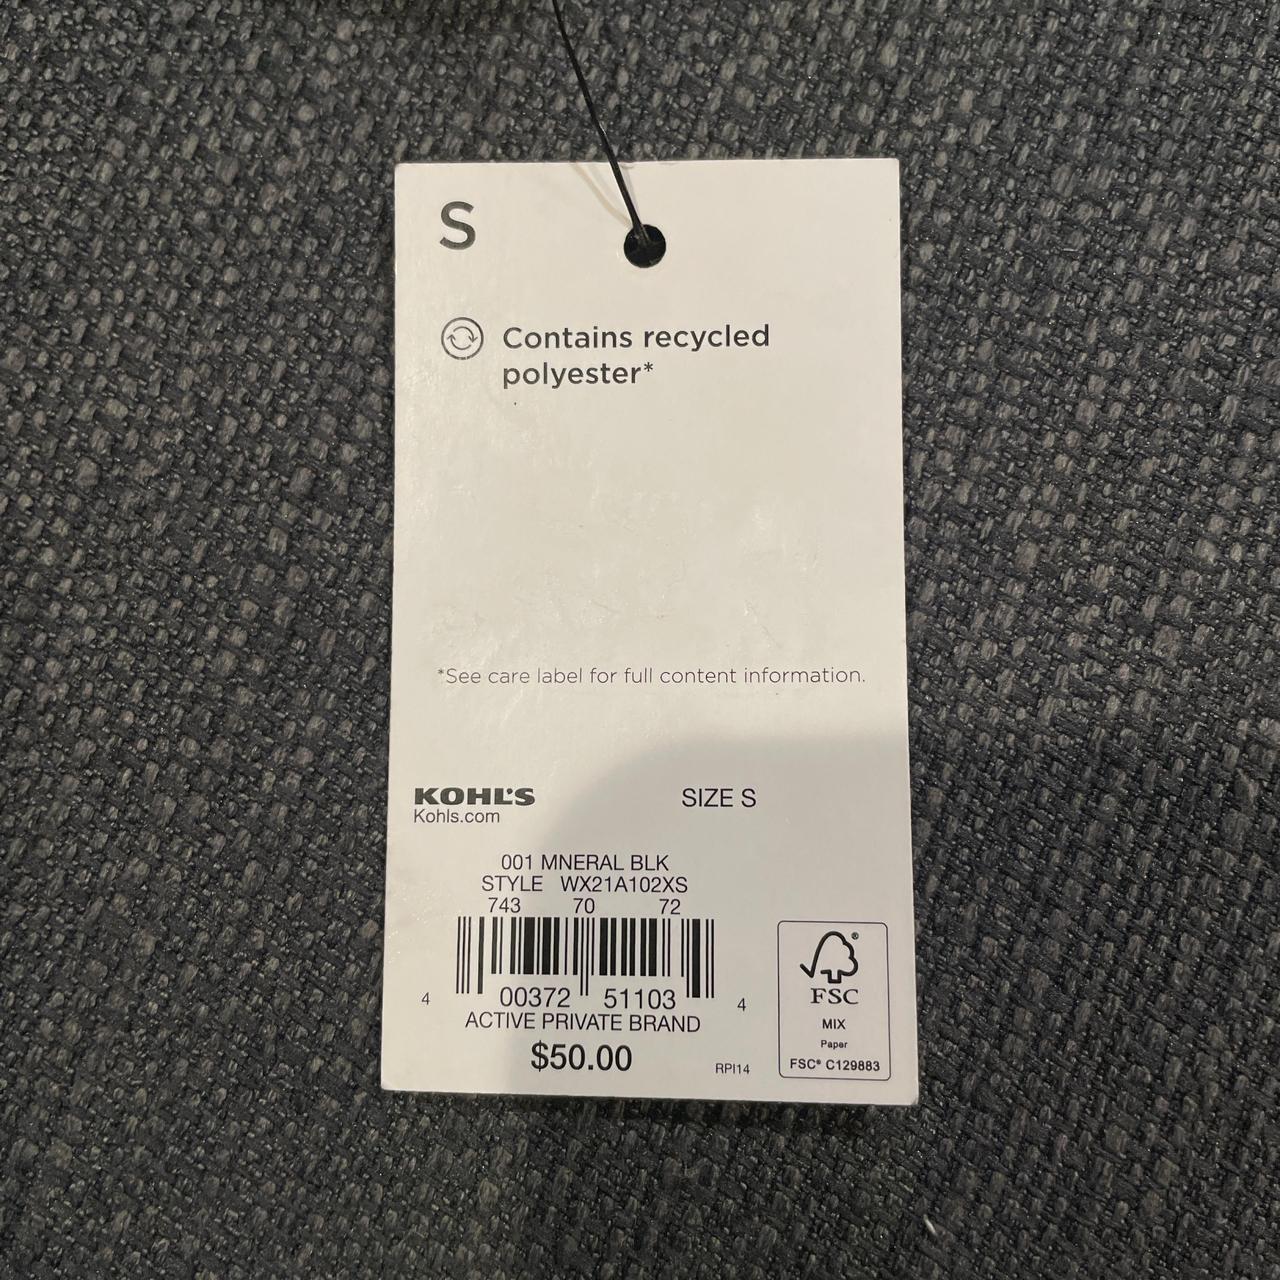 S
Contains recycled
polyester*
*See care label for full content information.
KOHL'S
Kohls.com
SIZE S
001 MNERAL BLK
STYLE WX21A102XS
743 70 72
4 00372 51103 4
ACTIVE PRIVATE BRAND
$50.00
RPI14
®
FSC
MIX
Paper
FSC® C129883